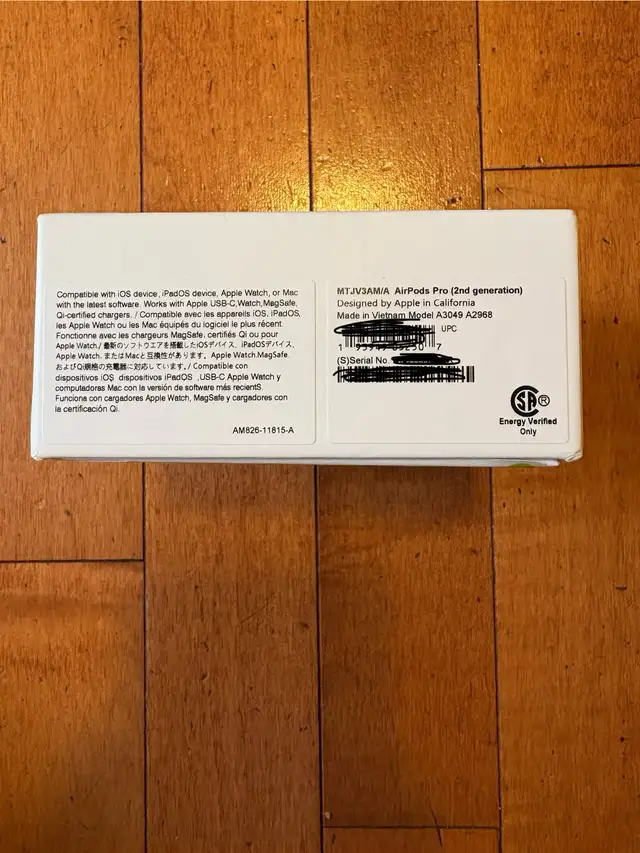 Compatible with iOS device, iPadOS device, Apple Watch, or Mac
with the latest software. Works with Apple USB-C,Watch,MagSafe,
Qi-certified chargers. / Compatible avec les appareils iOS, iPadOS,
les Apple Watch ou les Mac équipés du logiciel le plus récent.
Fonctionne avec les chargeurs MagSafe, certifiés Qi ou pour
Apple Watch./ 最新のソフトウエアを搭載したiOSデバイス、iPadOSデバイス、
Apple Watch、またはMacと互換性があります。Apple Watch.MagSafe
およびQi規格の充電器に対応しています。/ Compatible con
dispositivos iOS, dispositivos iPadOS ,USB-C Apple Watch y
computadoras Mac con la versión de software más recientS.
Funciona con cargadores Apple Watch, MagSafe y cargadores con
la certificación Qi.
AM826-11815-A
MTJV3AM/A AirPods Pro (2nd generation)
Designed by Apple in California
Made in Vietnam Model A3049 A2968
UPC
1 7
(S)Serial No.
SA®
Energy Verified
Only